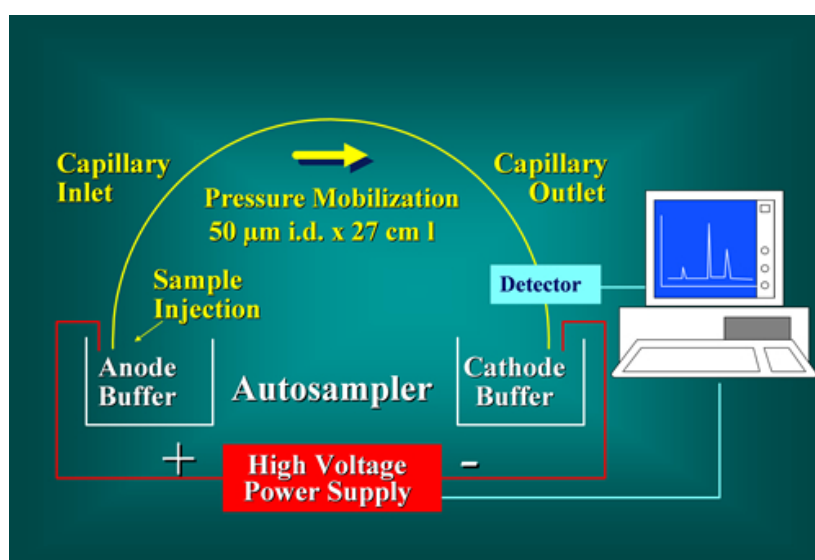 Capillary
Inlet
Capillary
Outlet
Pressure Mobilization
50 µm i.d. x 27 cm l
Sample
Injection
Detector
Anode
Buffer
Autosampler
Cathode
Buffer
+
High Voltage
Power Supply
-